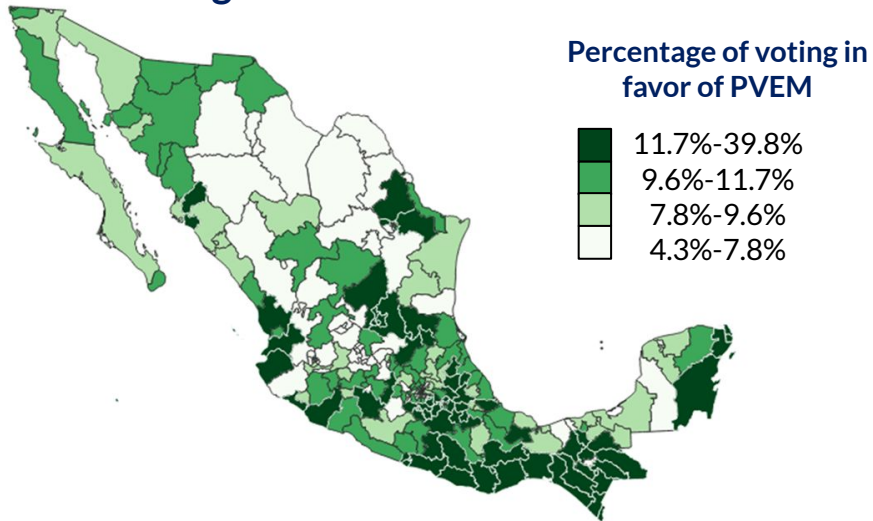 Percentage of voting in
favor of PVEM
11.7%-39.8%
9.6%-11.7%
7.8%-9.6%
4.3%-7.8%